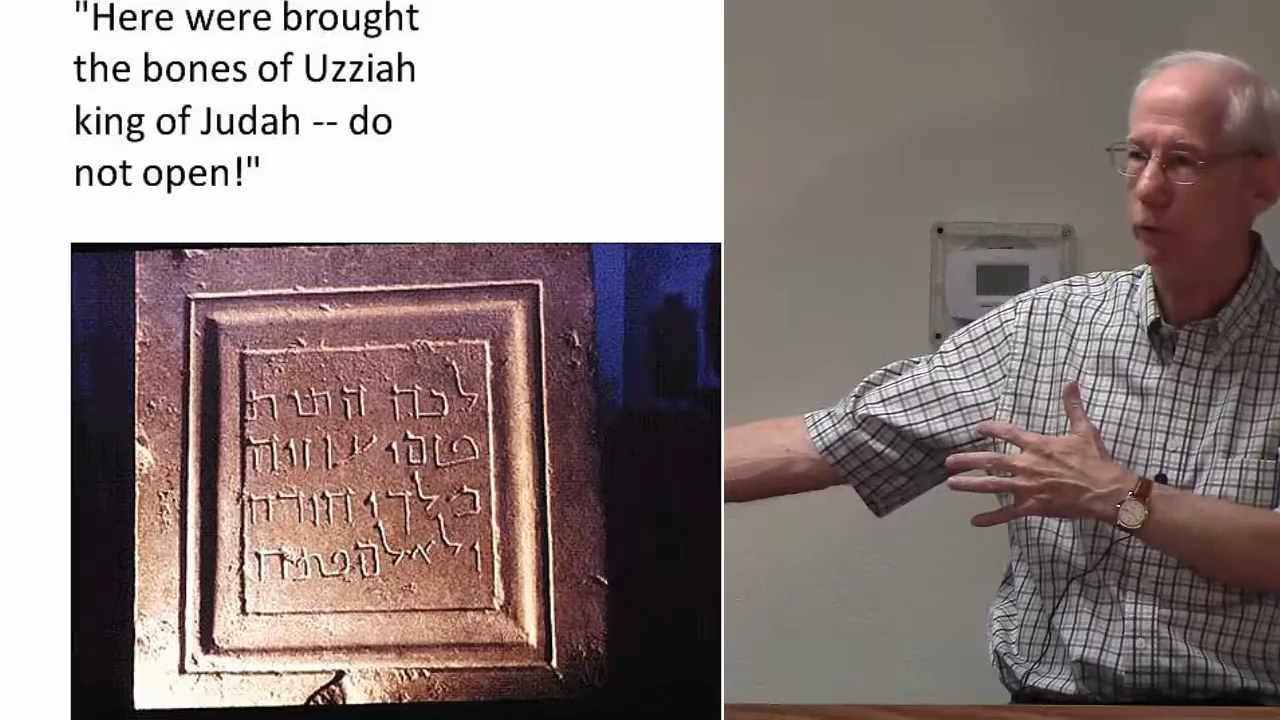 "Here were brought
the bones of Uzziah
king of Judah -- do
not open!"
לכה התית
טמי עוזיה
מלך יהודה
ולא למפתח